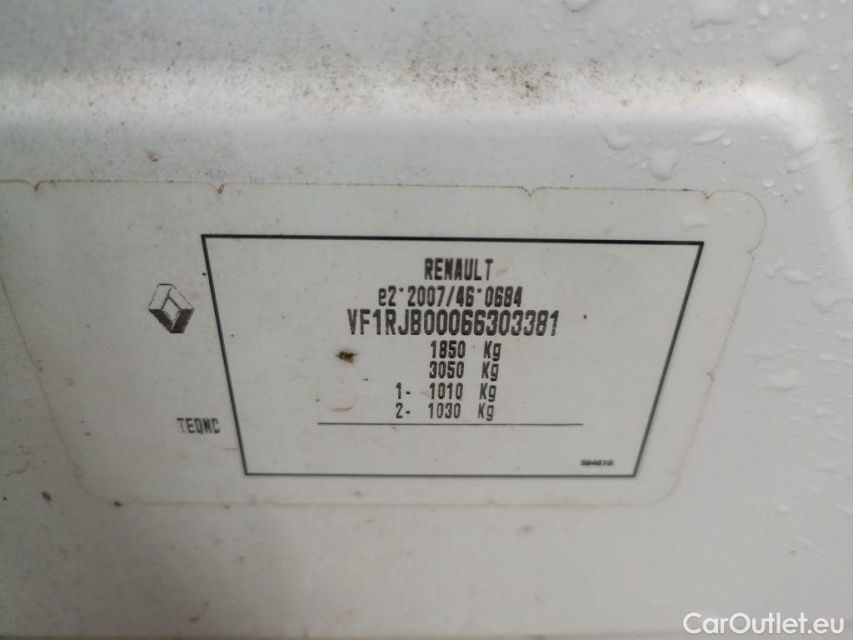 RENAULT
e2*2007/46*0684
VF1RJB00066303381
1850 Kg
3050 Kg
1- 1010 Kg
2- 1030 Kg
TEQNC
CarOutlet.eu